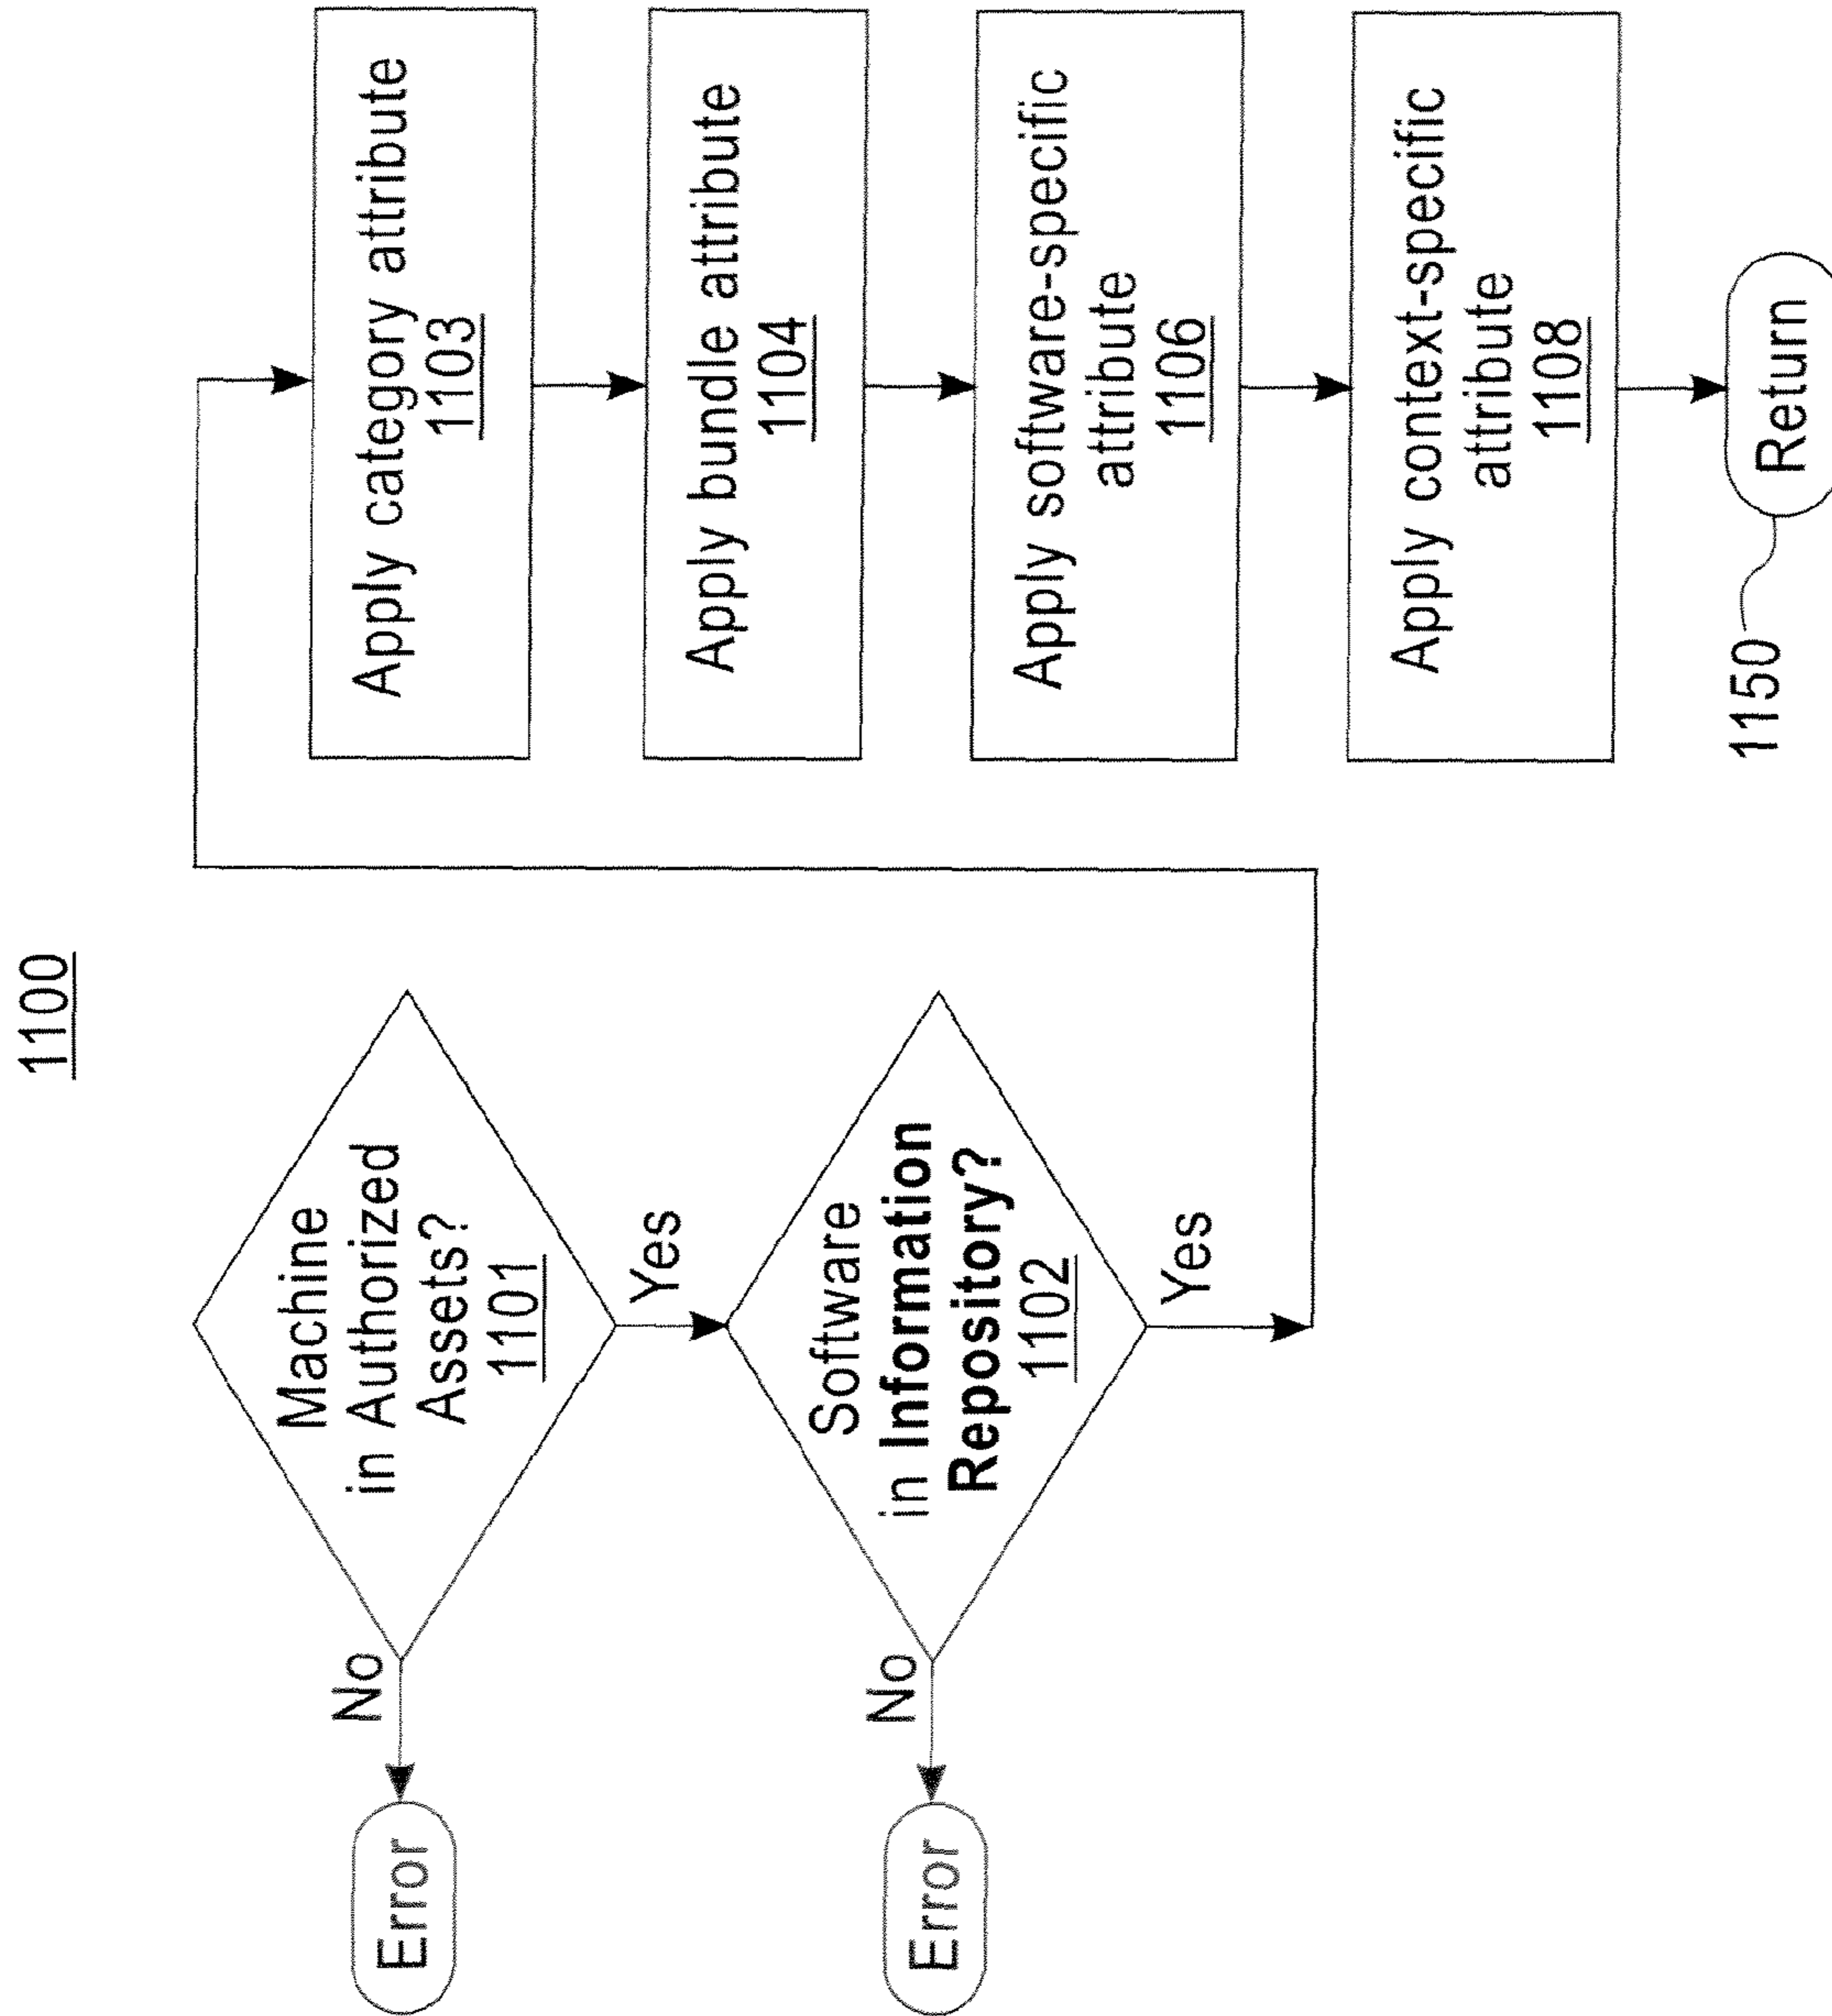 1100
Machine
in Authorized
Assets?
1101
No
Error
Yes
Software
in Information
Repository?
1102
No
Error
Yes
Apply category attribute
1103
Apply bundle attribute
1104
Apply software-specific
attribute
1106
Apply context-specific
attribute
1108
1150
Return